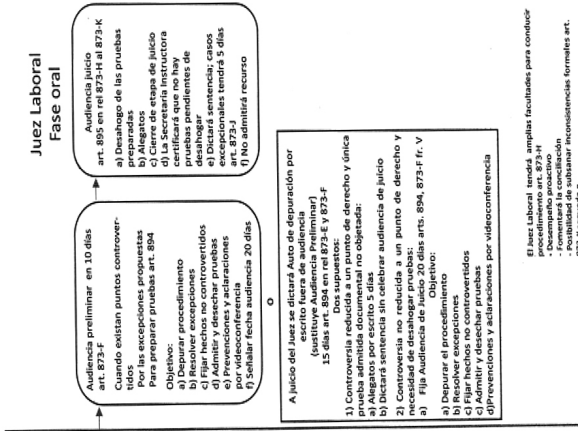 Juez Laboral
Fase oral
Audiencia preliminar en 10 días
art. 873-F
Cuando existan puntos controver-
tidos
Por las excepciones propuestas
Para preparar pruebas art. 894
Objetivo:
a) Depurar procedimiento
b) Resolver excepciones
c) Fijar hechos no controvertidos
d) Admitir y desechar pruebas
e) Prevenciones y aclaraciones
por videoconferencia
f) Señalar fecha audiencia 20 días
Audiencia juicio
art. 895 en rel 873-H al 873-K
a) Desahogo de las pruebas
preparadas
b) Alegatos
c) Cierre de etapa de juicio
d) La Secretaría Instructora
certificará que no hay
pruebas pendientes de
desahogar
e) Dictará sentencia; casos
excepcionales tendrá 5 días
art. 873-J
f) No admitirá recurso
O
A juicio del Juez se dictará Auto de depuración por
escrito fuera de audiencia
(sustituye Audiencia Preliminar)
15 días art. 894 en rel 873-E y 873-F
Dos supuestos:
1) Controversia reducida a un punto de derecho y única
prueba admitida documental no objetada:
a) Alegatos por escrito 5 días
b) Dictará sentencia sin celebrar audiencia de juicio
2) Controversia no reducida a un punto de derecho y
necesidad de desahogar pruebas:
a) Fija Audiencia de Juicio 20 días arts. 894, 873-F fr. V
Objetivo:
a) Depurar el procedimiento
b) Resolver excepciones
c) Fijar hechos no controvertidos
c) Admitir y desechar pruebas
d)Prevenciones y aclaraciones por videoconferencia
El Juez Laboral tendrá amplias facultades para conducir
procedimiento art. 873-H
- Desempeño proactivo
- Fomentará la conciliación
- Posibilidad de subsanar inconsistencias formales art.